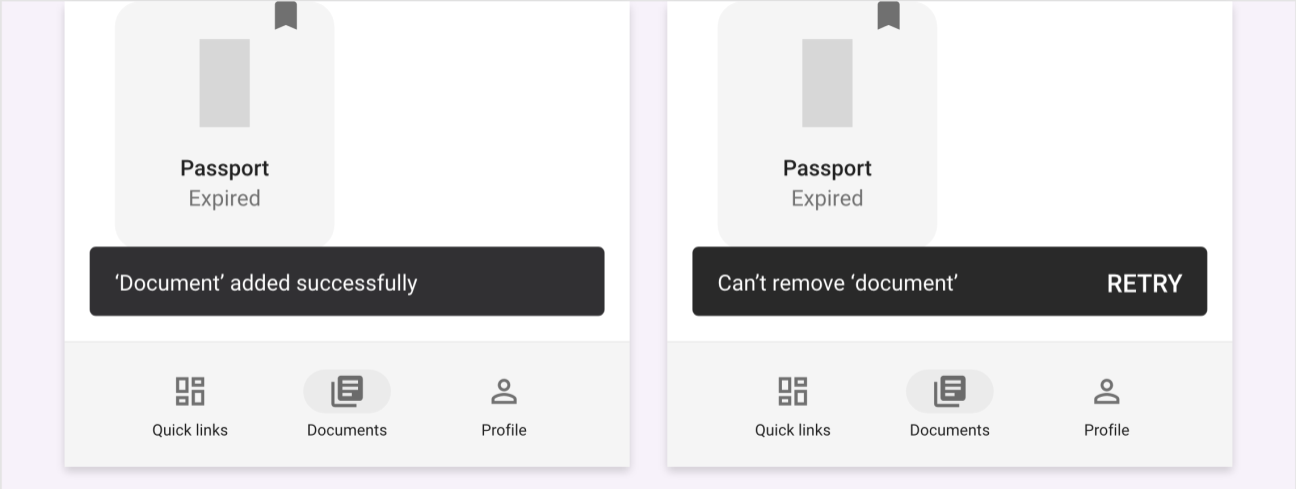 Passport
Expired
‘Document’ added successfully
Quick links
Documents
Profile
Passport
Expired
Can’t remove ‘document’
RETRY
Quick links
Documents
Profile